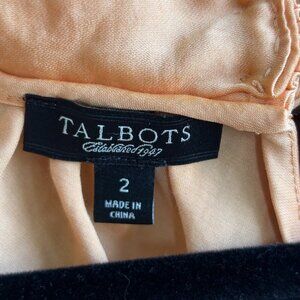 TALBOTS
Established 1947
2
MADE IN
CHINA